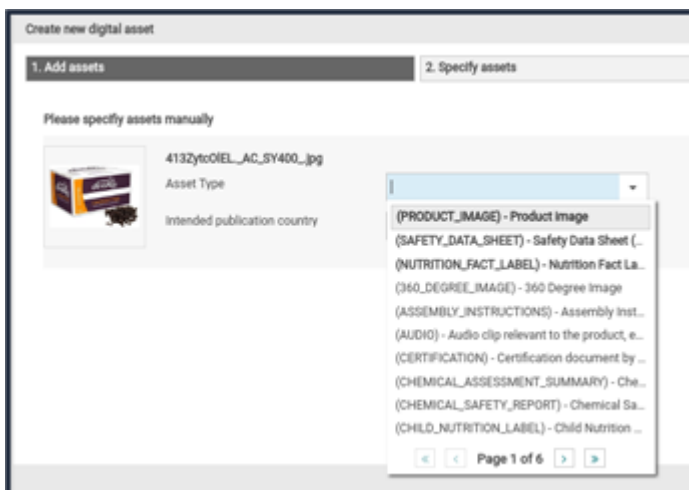 Create new digital asset
1. Add assets
2. Specify assets
Please specifiy assets manually
413ZytcOlEL._AC_SY400_.jpg
Asset Type
Intended publication country
(PRODUCT_IMAGE) - Product Image
(SAFETY_DATA_SHEET) - Safety Data Sheet (...
(NUTRITION_FACT_LABEL) - Nutrition Fact La...
(360_DEGREE_IMAGE) - 360 Degree Image
(ASSEMBLY_INSTRUCTIONS) - Assembly Inst...
(AUDIO) - Audio clip relevant to the product, e...
(CERTIFICATION) - Certification document by ...
(CHEMICAL_ASSESSMENT_SUMMARY) - Che...
(CHEMICAL_SAFETY_REPORT) - Chemical Sa...
(CHILD_NUTRITION_LABEL) - Child Nutrition ...
« ‹ Page 1 of 6 › »